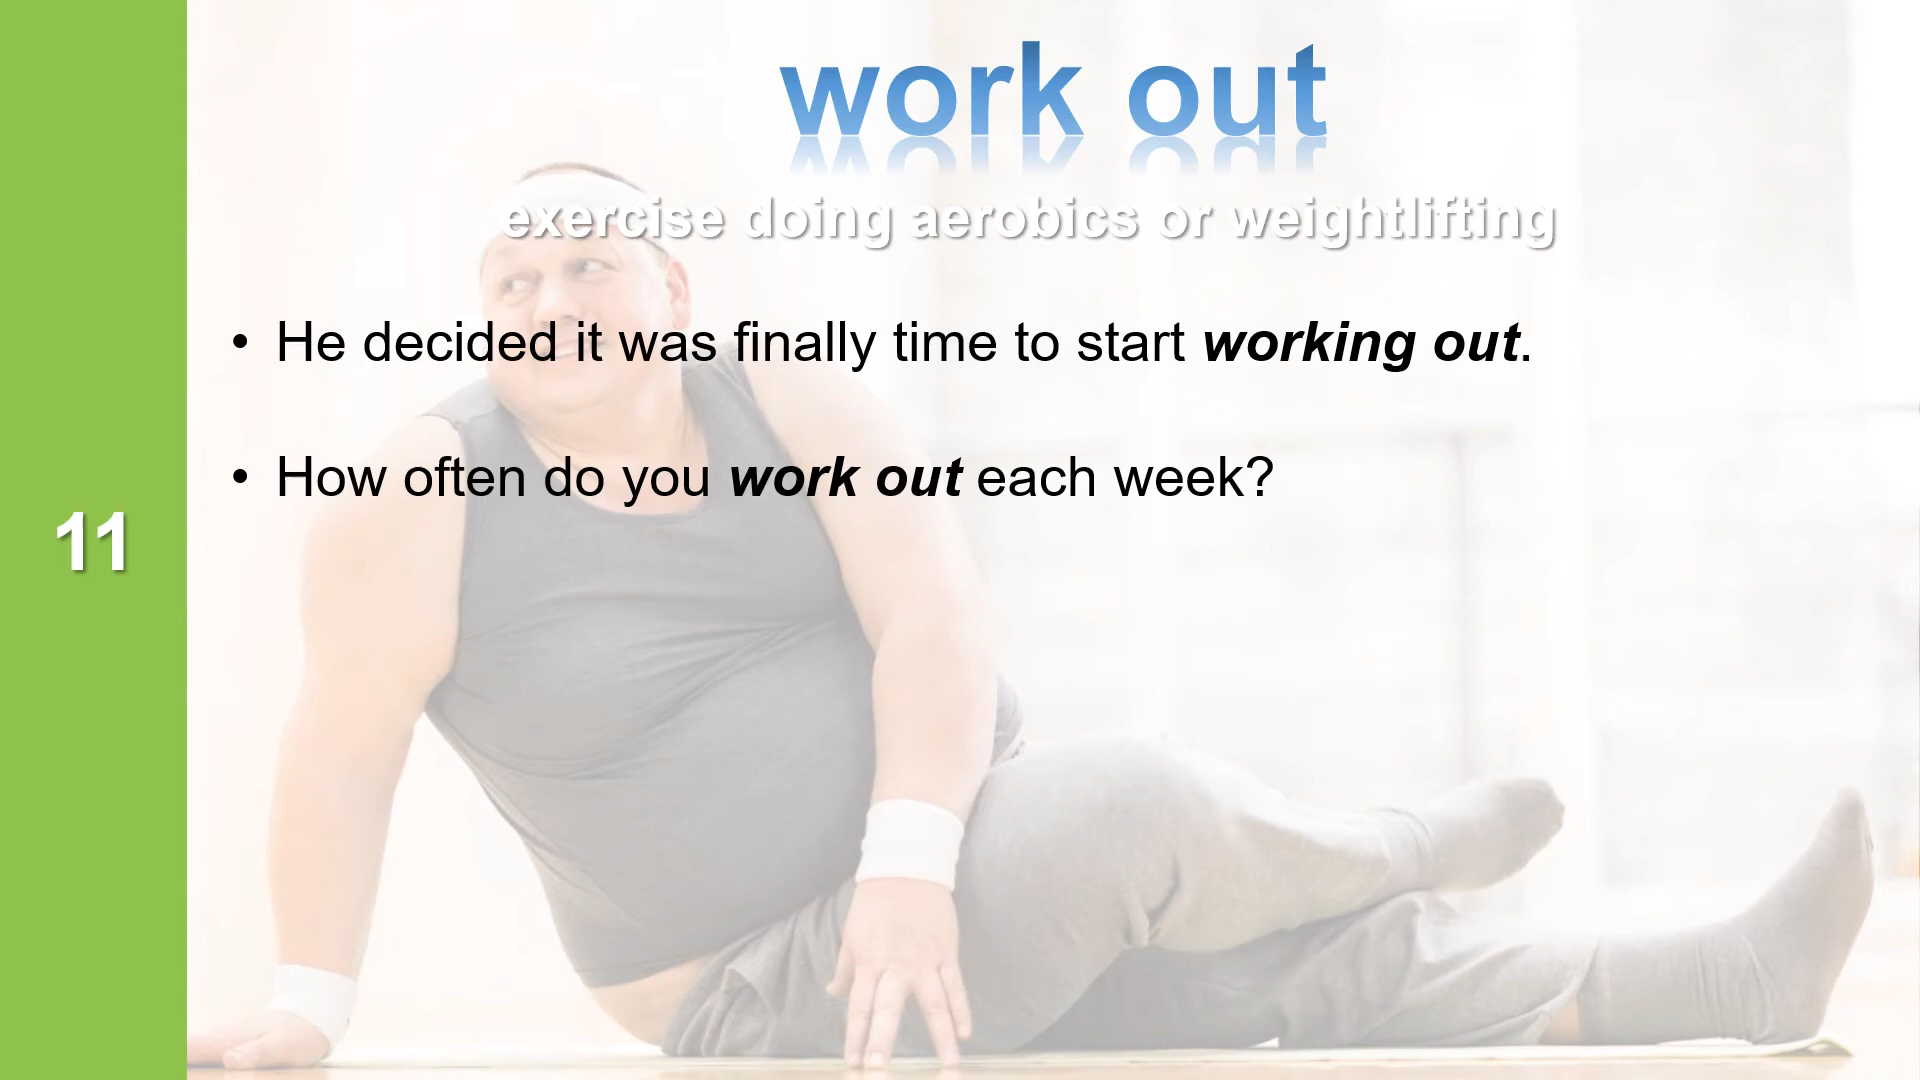 work out
exercise doing aerobics or weightlifting
• He decided it was finally time to start working out.
• How often do you work out each week?
11